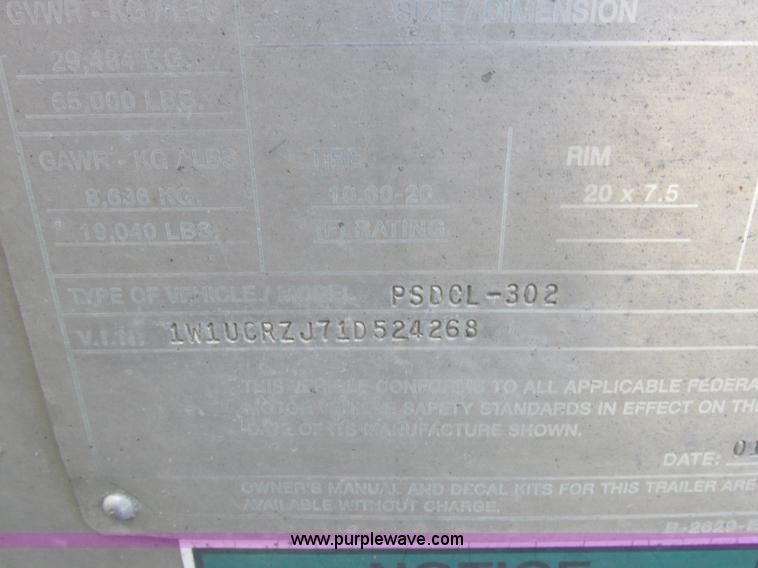 GVWR - KG / LBS
SIZE / DIMENSION
29,484 KG.
65,000 LBS.
GAWR - KG / LBS
TIRE
RIM
8,636 KG.
10.00-20
20 x 7.5
19,040 LBS.
RATING
TYPE OF VEHICLE / MODEL PSDCL-302
V.I.N. 1W1UCRZJ71D524268
THIS VEHICLE CONFORMS TO ALL APPLICABLE FEDERA
MOTOR VEHICLE SAFETY STANDARDS IN EFFECT ON THE
DATE OF ITS MANUFACTURE SHOWN.
DATE: 01
OWNER'S MANUAL AND DECAL KITS FOR THIS TRAILER ARE
AVAILABLE WITHOUT CHARGE.
www.purplewave.com
NOTICE